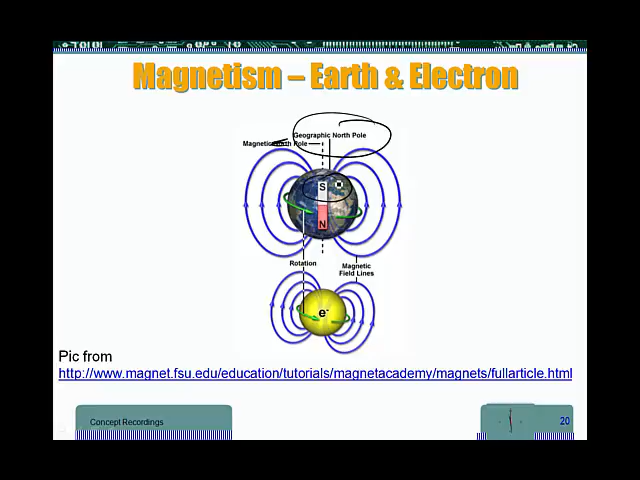 Magnetism – Earth & Electron
Geographic North Pole
Magnetic North Pole
S
N
Rotation
Magnetic
Field Lines
e-
Pic from
http://www.magnet.fsu.edu/education/tutorials/magnetacademy/magnets/fullarticle.html
Concept Recordings
20